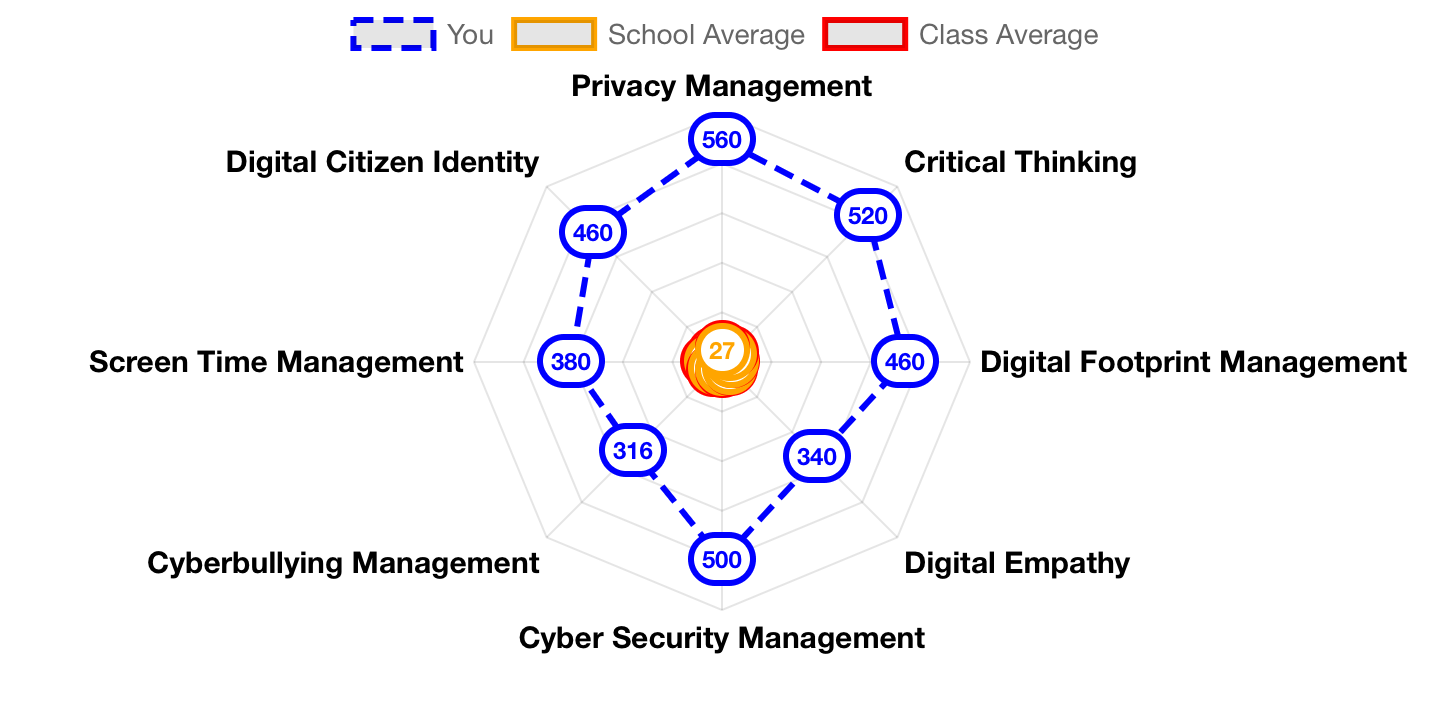 You School Average Class Average
Privacy Management
560
Digital Citizen Identity
Critical Thinking
520
460
27
Screen Time Management
380
460
Digital Footprint Management
316
340
500
Cyberbullying Management
Digital Empathy
Cyber Security Management